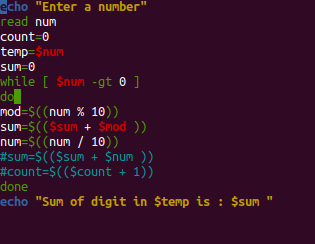 echo "Enter a number"
read num
count=0
temp=$num
sum=0
while [ $num -gt 0 ]
do
mod=$((num % 10))
sum=$(($sum + $mod ))
num=$((num / 10))
#sum=$(($sum + $num ))
#count=$(($count + 1))
done
echo "Sum of digit in $temp is : $sum "